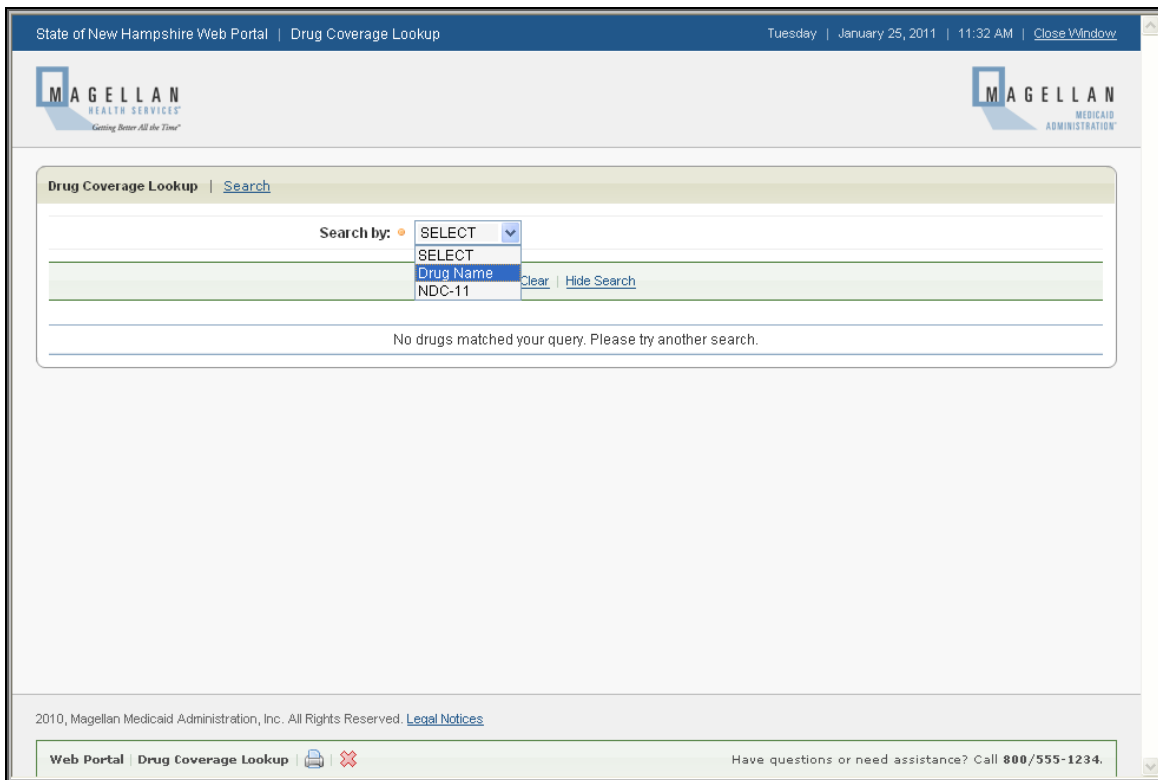 State of New Hampshire Web Portal | Drug Coverage Lookup
Tuesday | January 25, 2011 | 11:32 AM | Close Window
MAGELLAN
HEALTH SERVICES
Getting Better All the Time
MAGELLAN
MEDICAID
ADMINISTRATION
Drug Coverage Lookup | Search
Search by: SELECT
SELECT
Drug Name
NDC-11
Clear | Hide Search
No drugs matched your query. Please try another search.
2010, Magellan Medicaid Administration, Inc. All Rights Reserved. Legal Notices
Web Portal | Drug Coverage Lookup
Have questions or need assistance? Call 800/555-1234.